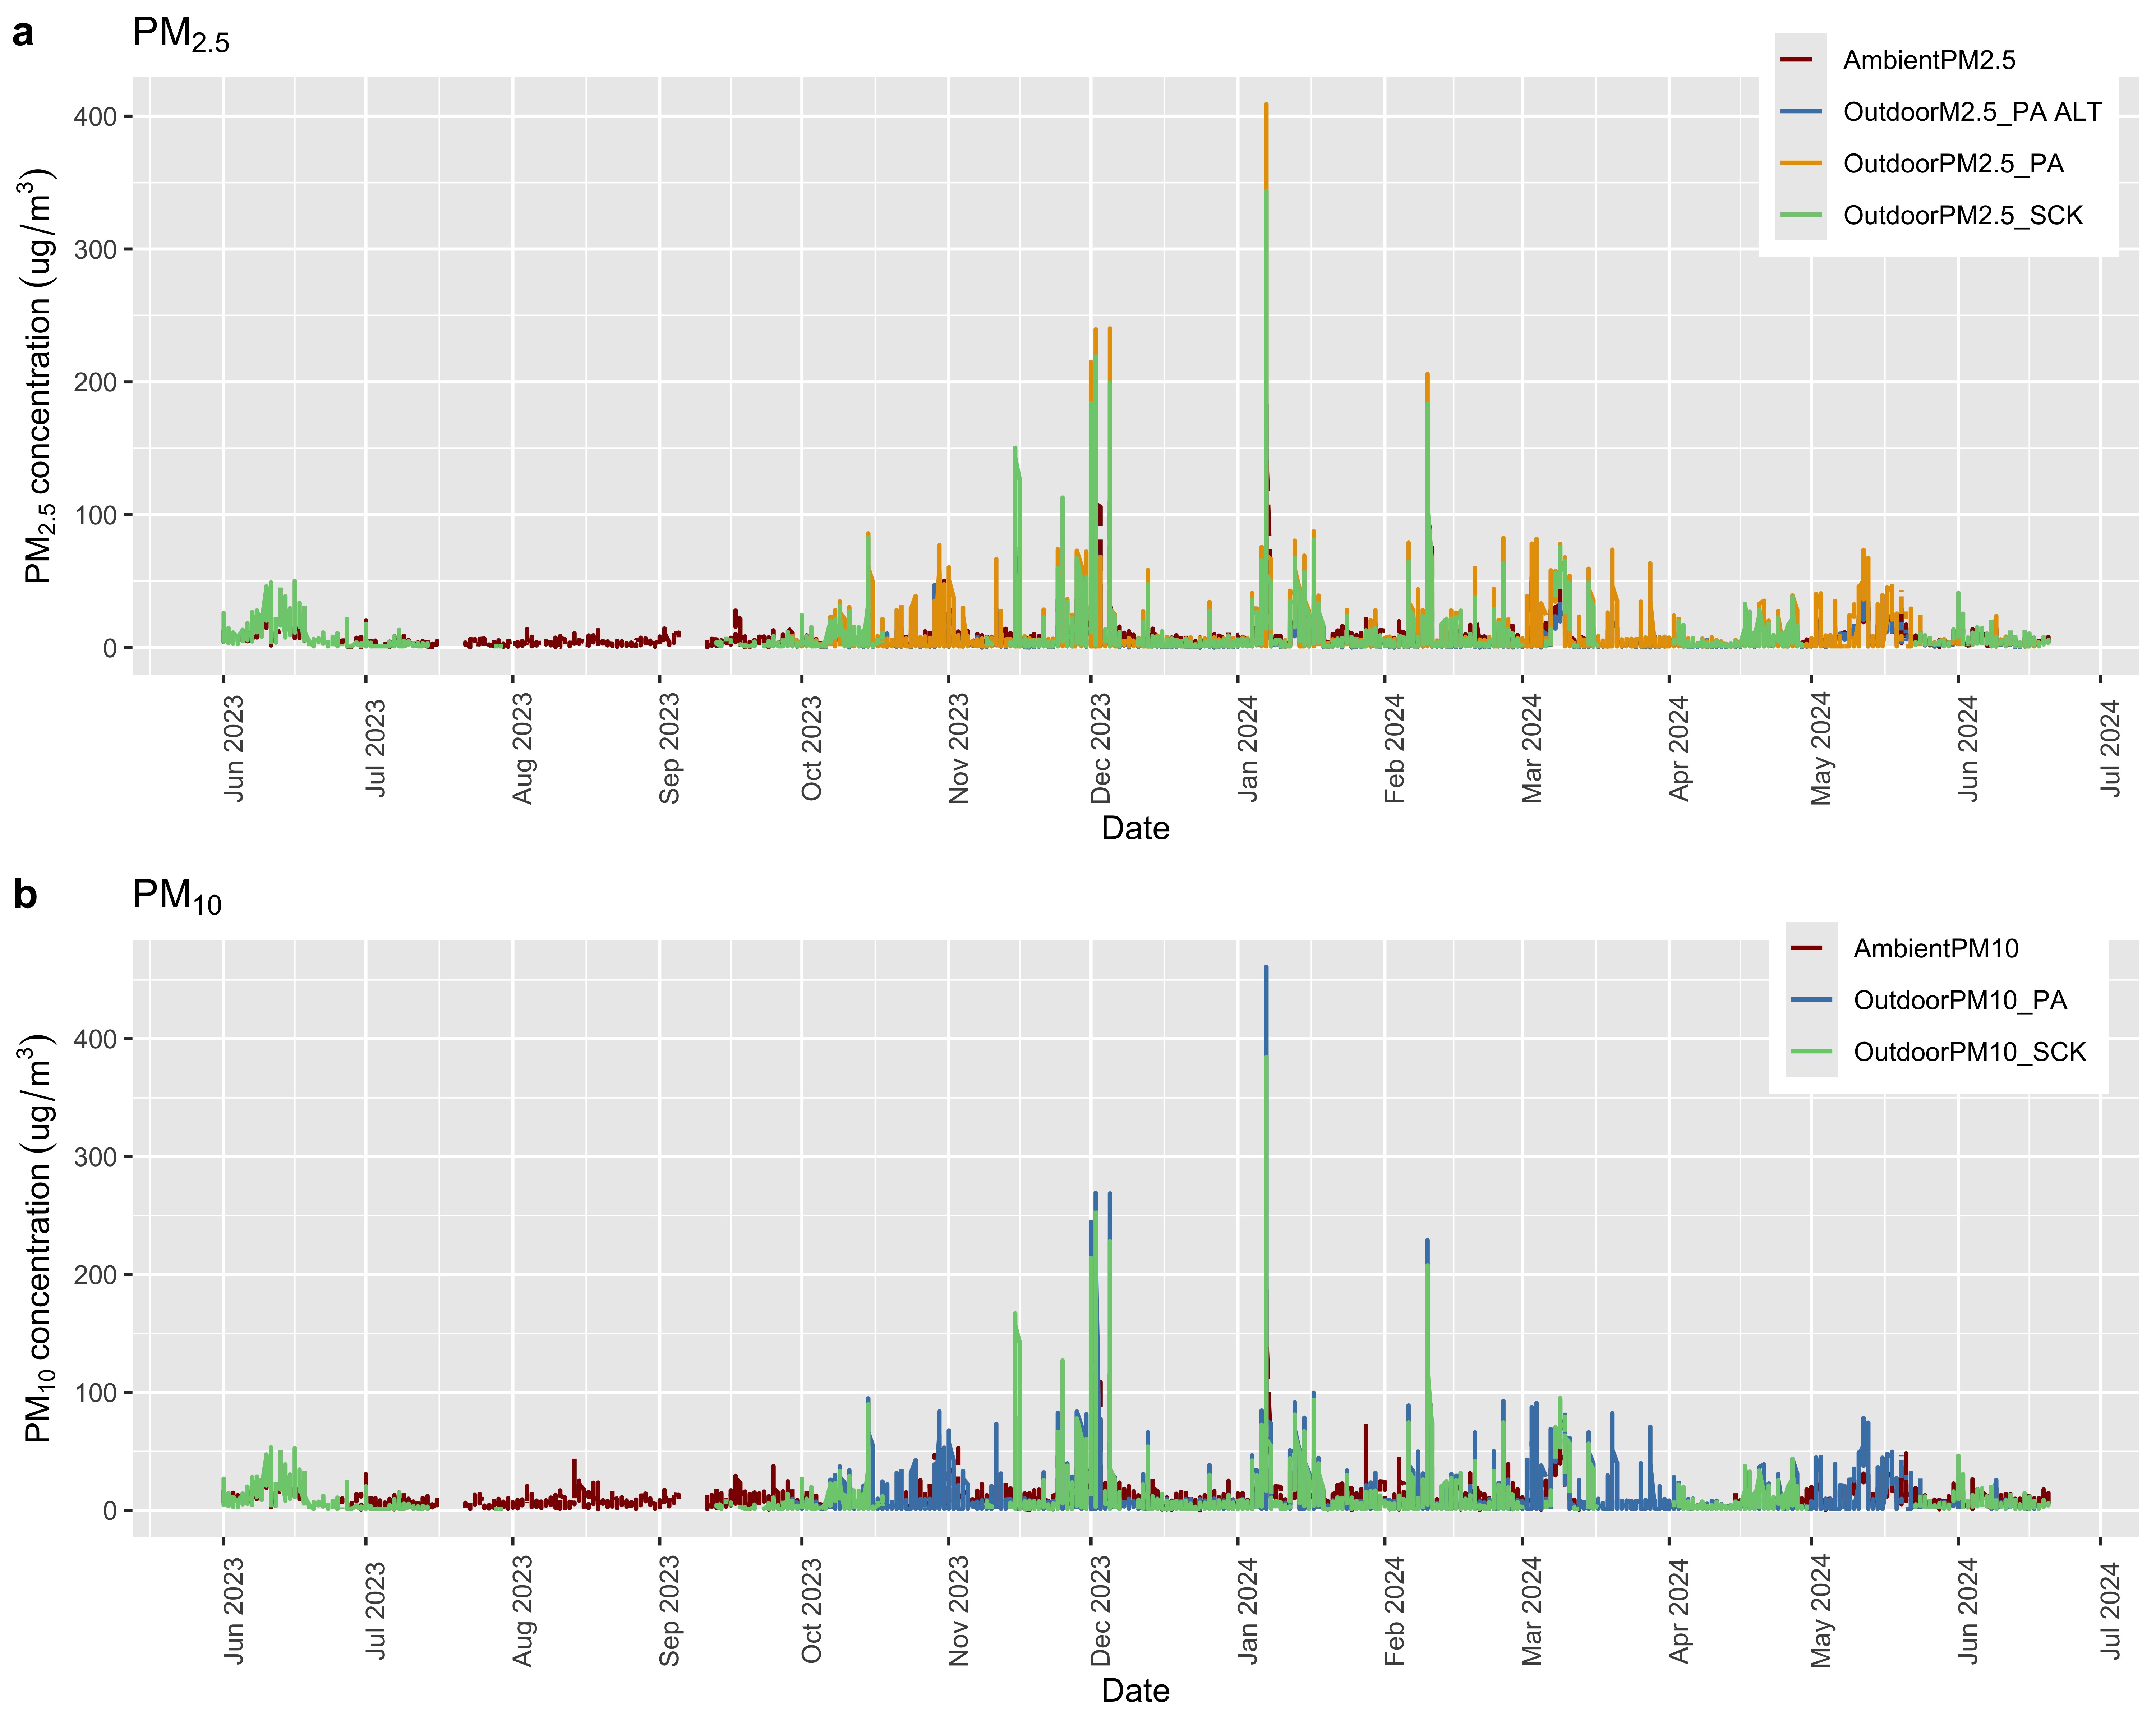 a
PM2.5
AmbientPM2.5
OutdoorM2.5_PA ALT
OutdoorPM2.5_PA
OutdoorPM2.5_SCK
PM2.5 concentration (ug/m³)
400
300
200
100
0
Jun 2023
Jul 2023
Aug 2023
Sep 2023
Oct 2023
Nov 2023
Dec 2023
Jan 2024
Feb 2024
Mar 2024
Apr 2024
May 2024
Jun 2024
Jul 2024
Date
b
PM10
AmbientPM10
OutdoorPM10_PA
OutdoorPM10_SCK
PM10 concentration (ug/m³)
400
300
200
100
0
Jun 2023
Jul 2023
Aug 2023
Sep 2023
Oct 2023
Nov 2023
Dec 2023
Jan 2024
Feb 2024
Mar 2024
Apr 2024
May 2024
Jun 2024
Jul 2024
Date